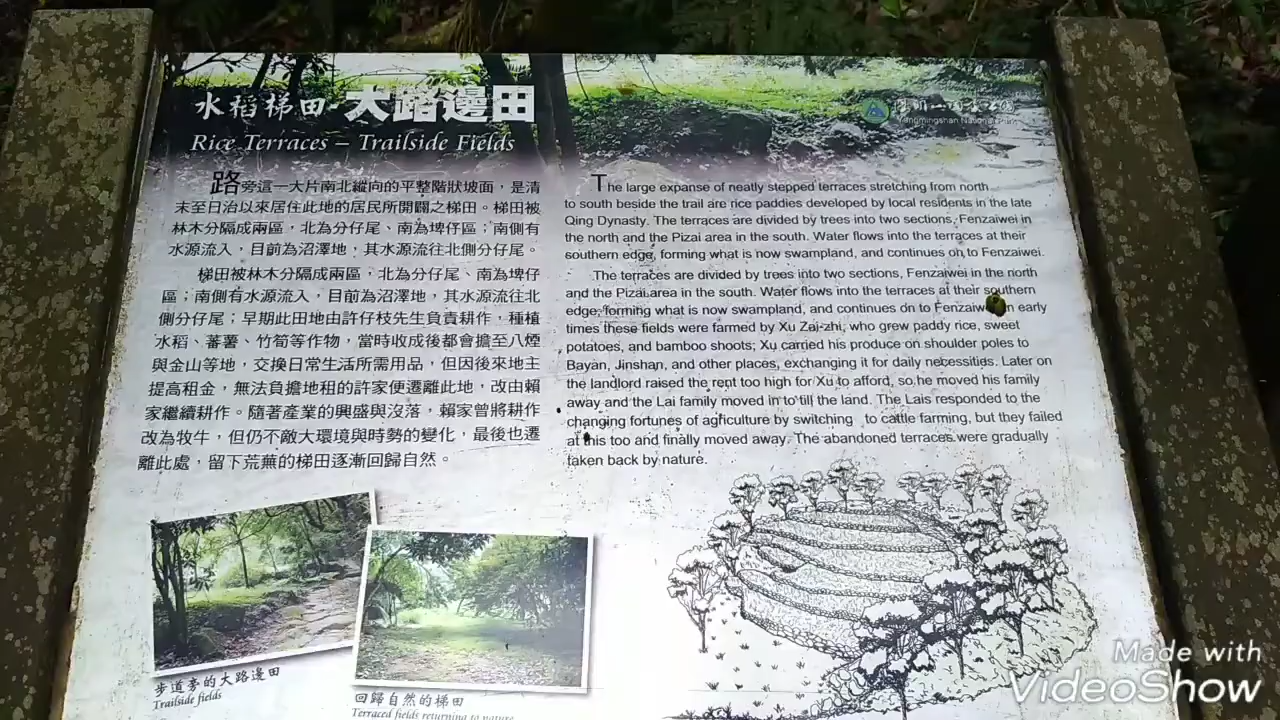 水稻梯田-大路邊田
Rice Terraces – Trailside Fields
陽明山國家公園
Yangmingshan National Park
路旁這一大片南北縱向的平整階狀坡面，是清
末至日治以來居住此地的居民所開闢之梯田。梯田被
林木分隔成兩區，北為分仔尾、南為埤仔區；南側有
水源流入，目前為沼澤地，其水源流往北側分仔尾。
梯田被林木分隔成兩區，北為分仔尾、南為埤仔
區；南側有水源流入，目前為沼澤地，其水源流往北
側分仔尾；早期此田地由許仔枝先生負責耕作，種植
水稻、蕃薯、竹筍等作物，當時收成後都會擔至八煙
與金山等地，交換日常生活所需用品，但因後來地主
提高租金，無法負擔地租的許家便遷離此地，改由賴
家繼續耕作。隨著產業的興盛與沒落，賴家曾將耕作
改為牧牛，但仍不敵大環境與時勢的變化，最後也遷
離此處，留下荒蕪的梯田逐漸回歸自然。
The large expanse of neatly stepped terraces stretching from north
to south beside the trail are rice paddies developed by local residents in the late
Qing Dynasty. The terraces are divided by trees into two sections, Fenzaiwei in
the north and the Pizai area in the south. Water flows into the terraces at their
southern edge, forming what is now swampland, and continues on to Fenzaiwei.
The terraces are divided by trees into two sections, Fenzaiwei in the north
and the Pizai area in the south. Water flows into the terraces at their southern
edge, forming what is now swampland, and continues on to Fenzaiwei early
times these fields were farmed by Xu Zai-zhi, who grew paddy rice, sweet
potatoes, and bamboo shoots; Xu carried his produce on shoulder poles to
Bayan, Jinshan, and other places, exchanging it for daily necessities. Later on
the landlord raised the rent too high for Xu to afford, so he moved his family
away and the Lai family moved in to till the land. The Lais responded to the
changing fortunes of agriculture by switching to cattle farming, but they failed
at this too and finally moved away. The abandoned terraces were gradually
taken back by nature.
步道旁的大路邊田
Trailside fields
回歸自然的梯田
Terraced fields returning to nature
Made with
VideoShow